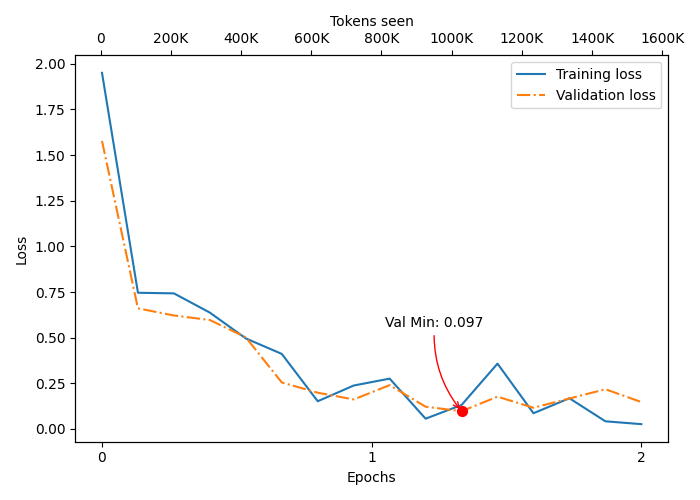 Tokens seen
0 200K 400K 600K 800K 1000K 1200K 1400K 1600K
2.00
Training loss
Validation loss
1.75
1.50
1.25
1.00
0.75
Val Min: 0.097
0.50
0.25
0.00
Loss
0 1 2
Epochs